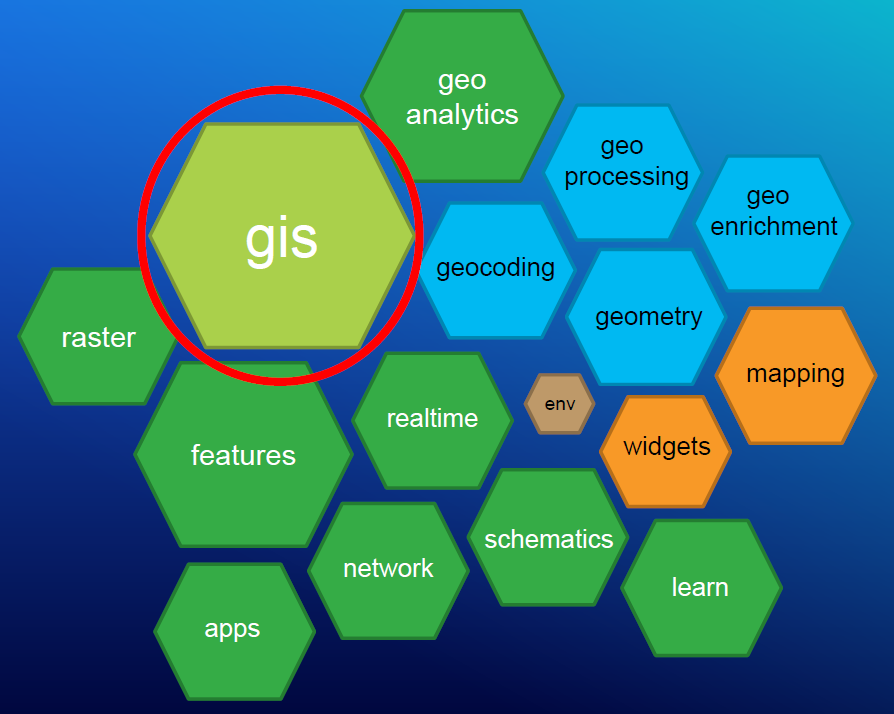 geo
analytics
geo
processing
geo
enrichment
gis
geocoding
geometry
raster
mapping
realtime
env
widgets
features
schematics
network
learn
apps